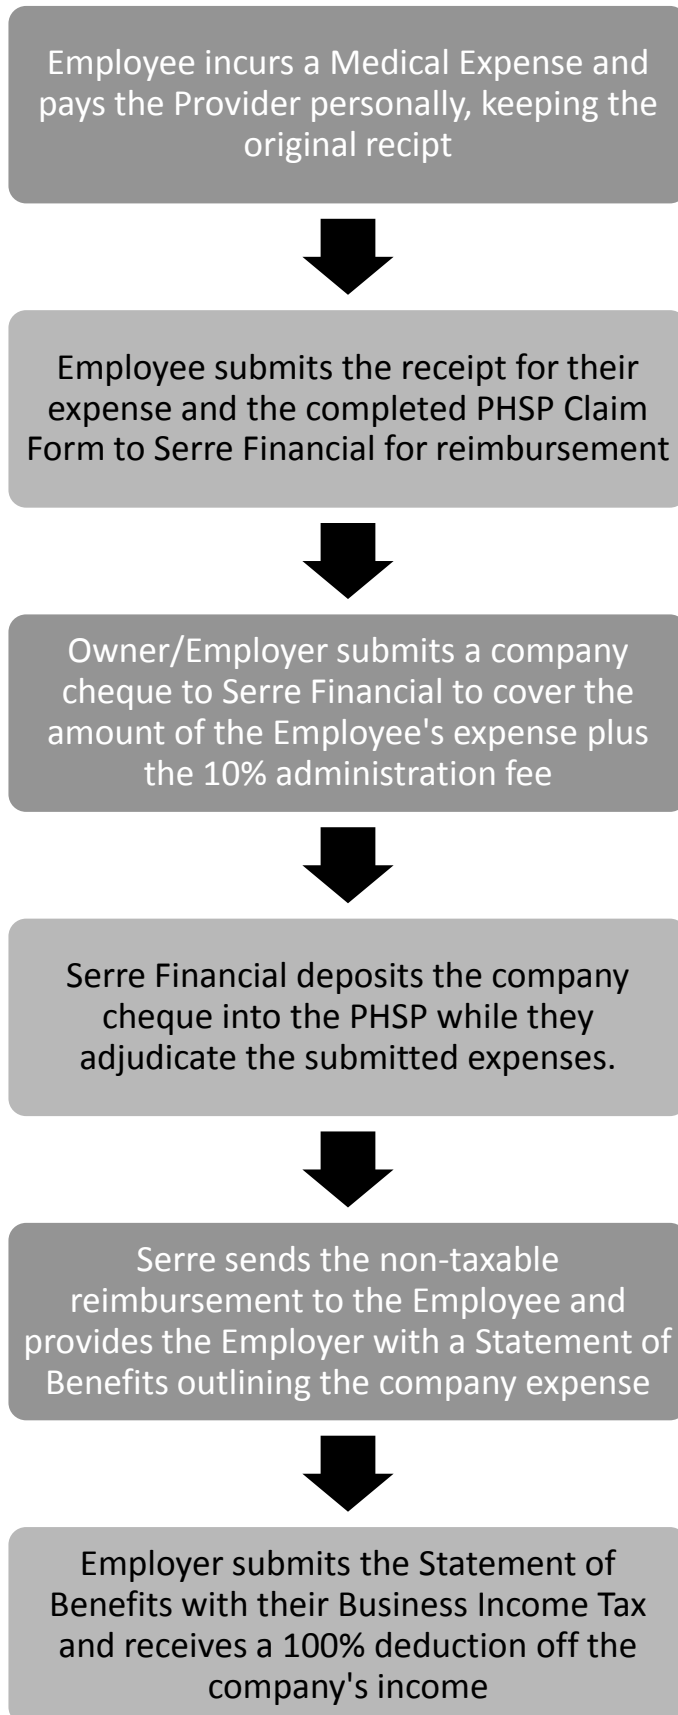 Employee incurs a Medical Expense and
pays the Provider personally, keeping the
original recipt
Employee submits the receipt for their
expense and the completed PHSP Claim
Form to Serre Financial for reimbursement
Owner/Employer submits a company
cheque to Serre Financial to cover the
amount of the Employee's expense plus
the 10% administration fee
Serre Financial deposits the company
cheque into the PHSP while they
adjudicate the submitted expenses.
Serre sends the non-taxable
reimbursement to the Employee and
provides the Employer with a Statement of
Benefits outlining the company expense
Employer submits the Statement of
Benefits with their Business Income Tax
and receives a 100% deduction off the
company's income